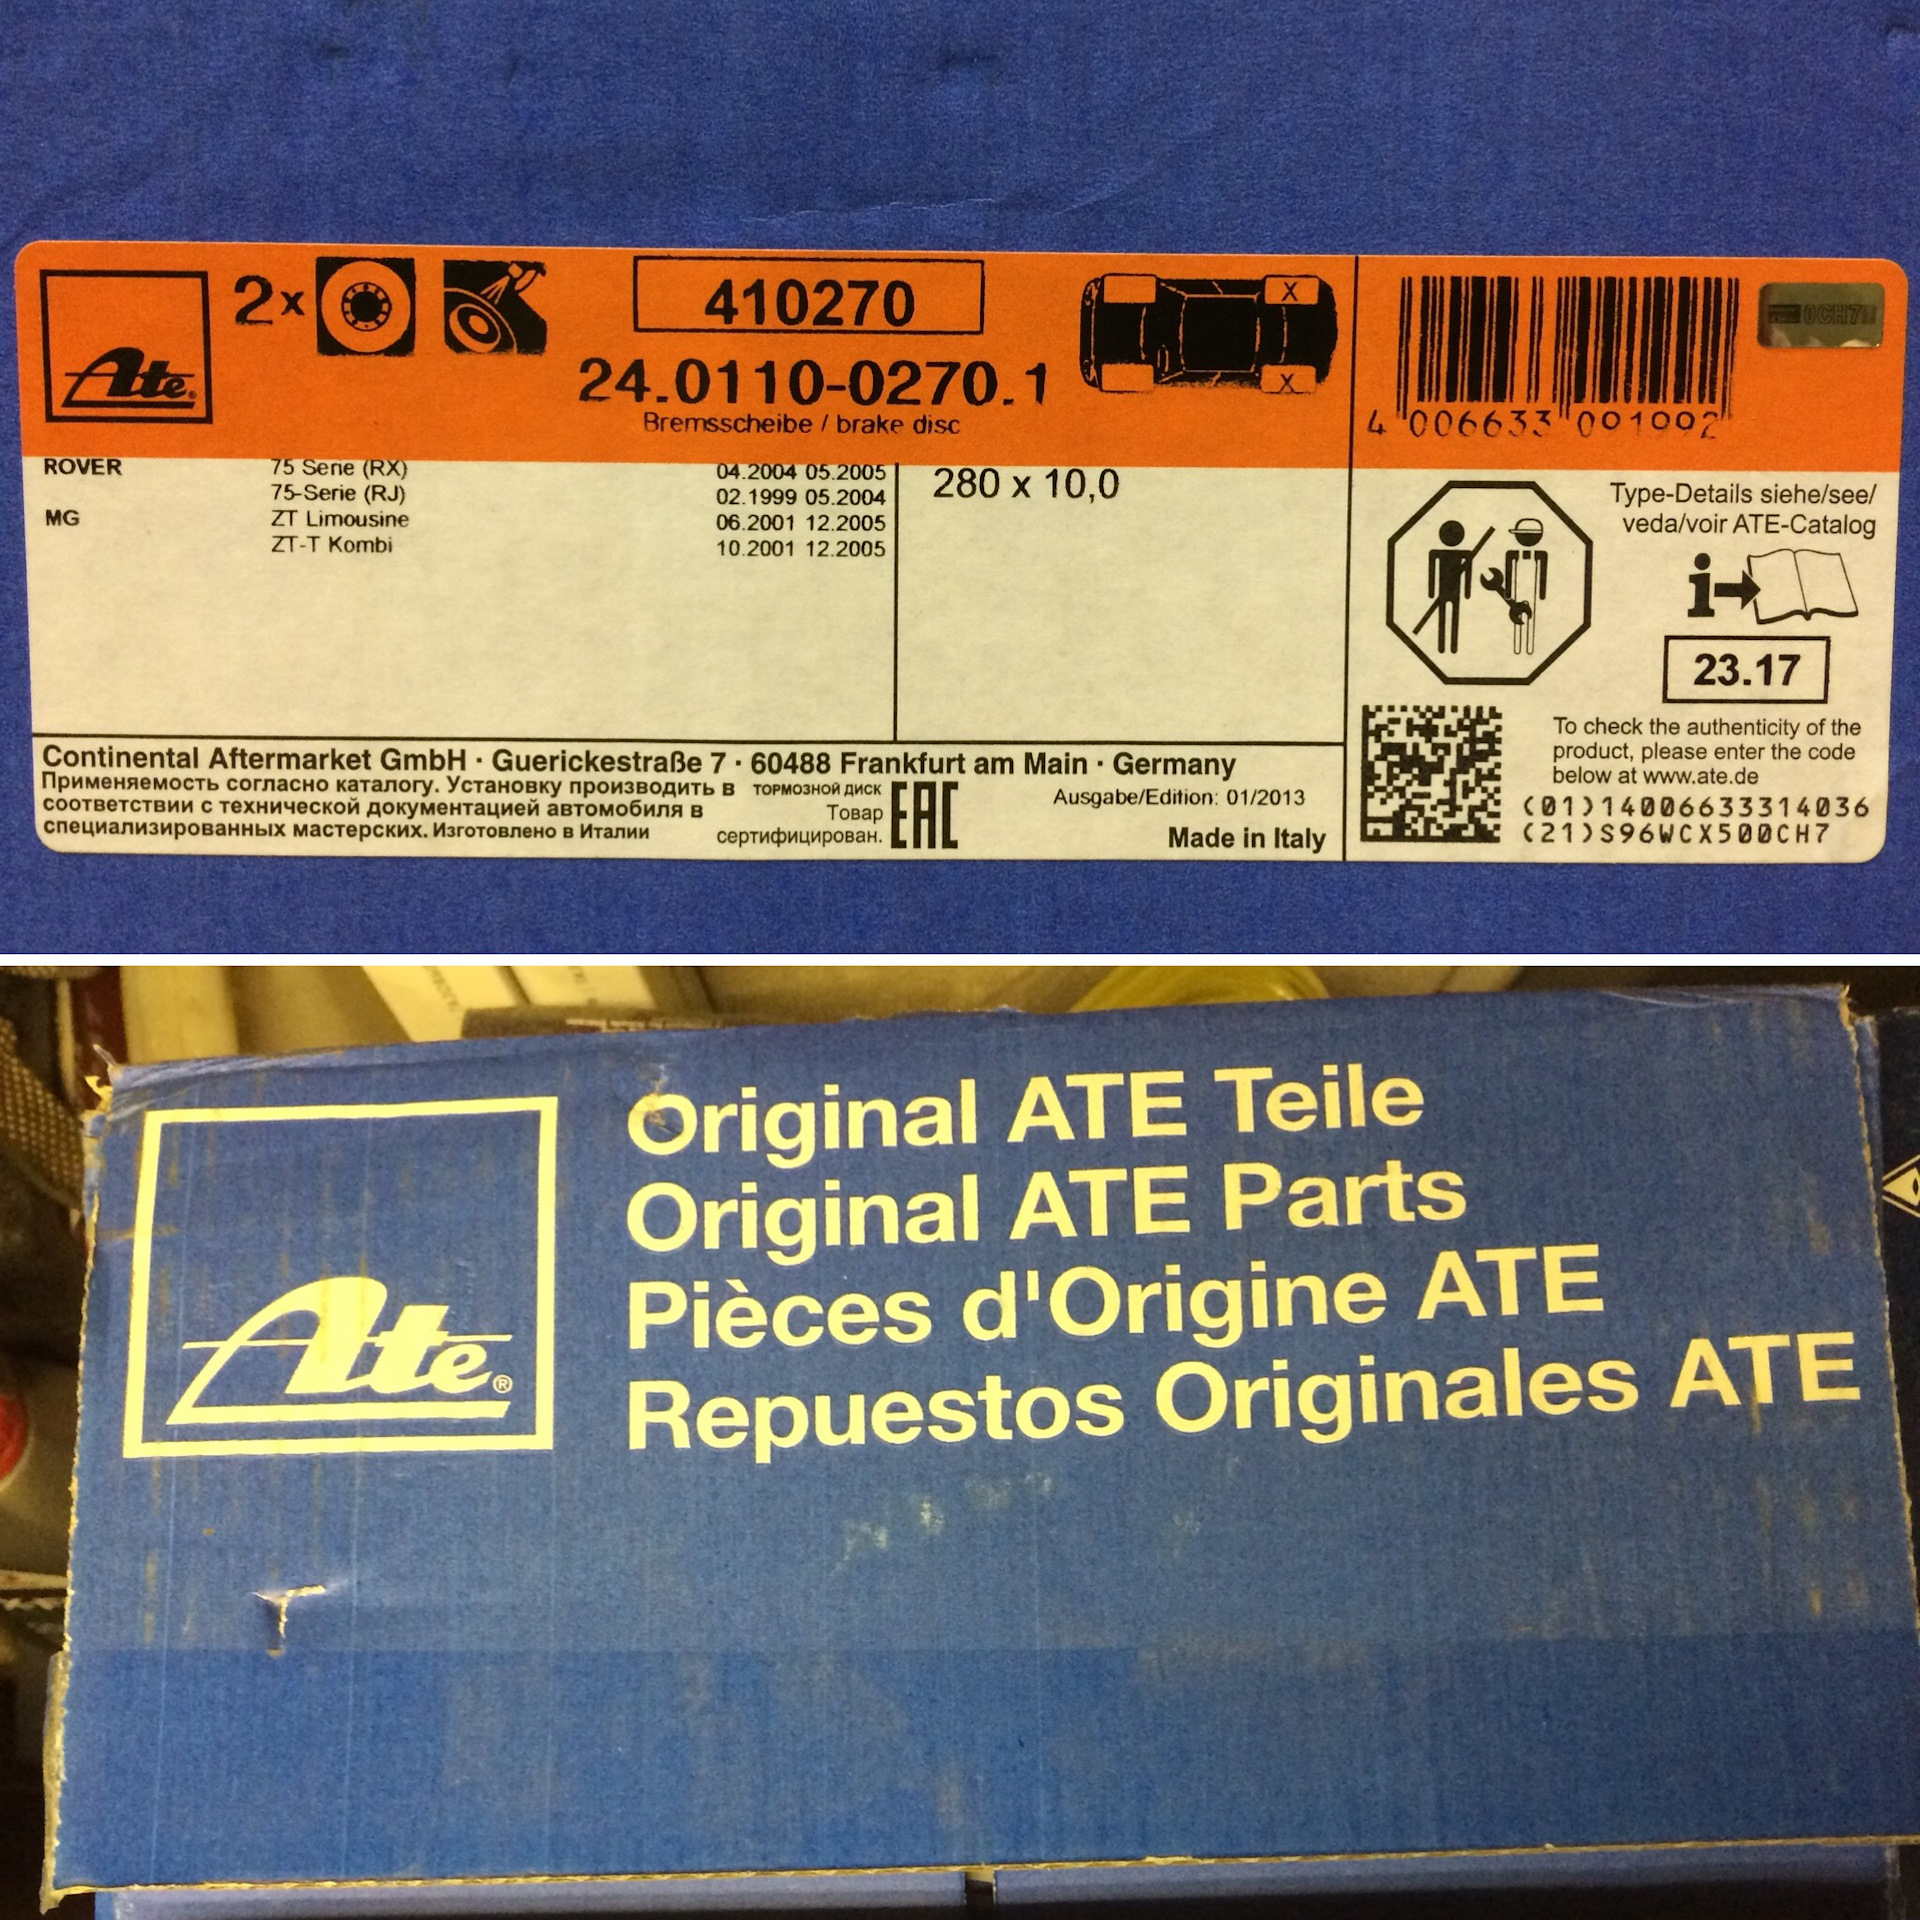 Ate®
2x
410270
24.0110-0270.1
Bremsscheibe / brake disc
X
X
4 006633 091992
0CH7
ROVER 75 Serie (RX) 04.2004 05.2005
75-Serie (RJ) 02.1999 05.2004
MG ZT Limousine 06.2001 12.2005
ZT-T Kombi 10.2001 12.2005
280 x 10,0
Type-Details siehe/see/
veda/voir ATE-Catalog
i
23.17
To check the authenticity of the
product, please enter the code
below at www.ate.de
(01)14006633314036
(21)S96WCX500CH7
Continental Aftermarket GmbH · Guerickestraße 7 · 60488 Frankfurt am Main · Germany
Применяемость согласно каталогу. Установку производить в
соответствии с технической документацией автомобиля в
специализированных мастерских. Изготовлено в Италии
ТОРМОЗНОЙ ДИСК
Товар
сертифицирован.
EAC
Ausgabe/Edition: 01/2013
Made in Italy
Ate®
Original ATE Teile
Original ATE Parts
Pièces d'Origine ATE
Repuestos Originales ATE